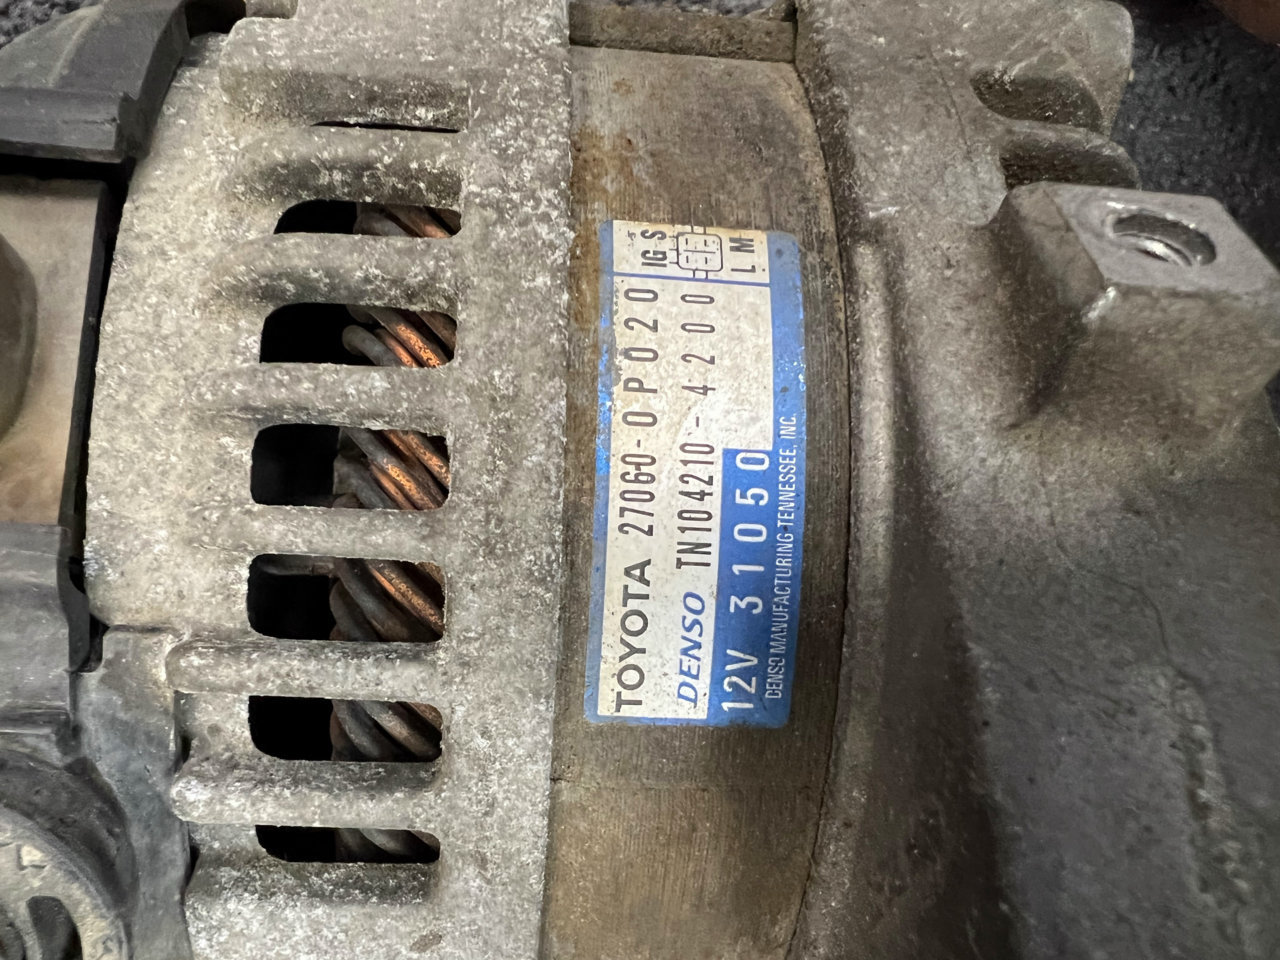 TOYOTA 27060-0P020
DENSO TN104210-4200
12V 31050
DENSO MANUFACTURING TENNESSEE, INC.
IG S
L M